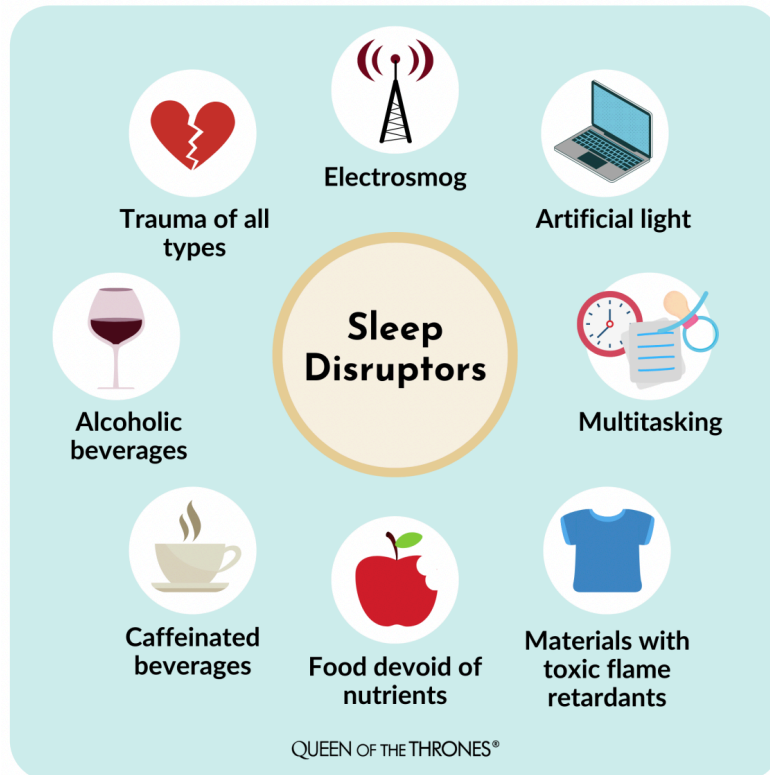 Electrosmog
Trauma of all
types
Artificial light
Sleep
Disruptors
Alcoholic
beverages
Multitasking
Caffeinated
beverages
Food devoid of
nutrients
Materials with
toxic flame
retardants
QUEEN OF THE THRONES®